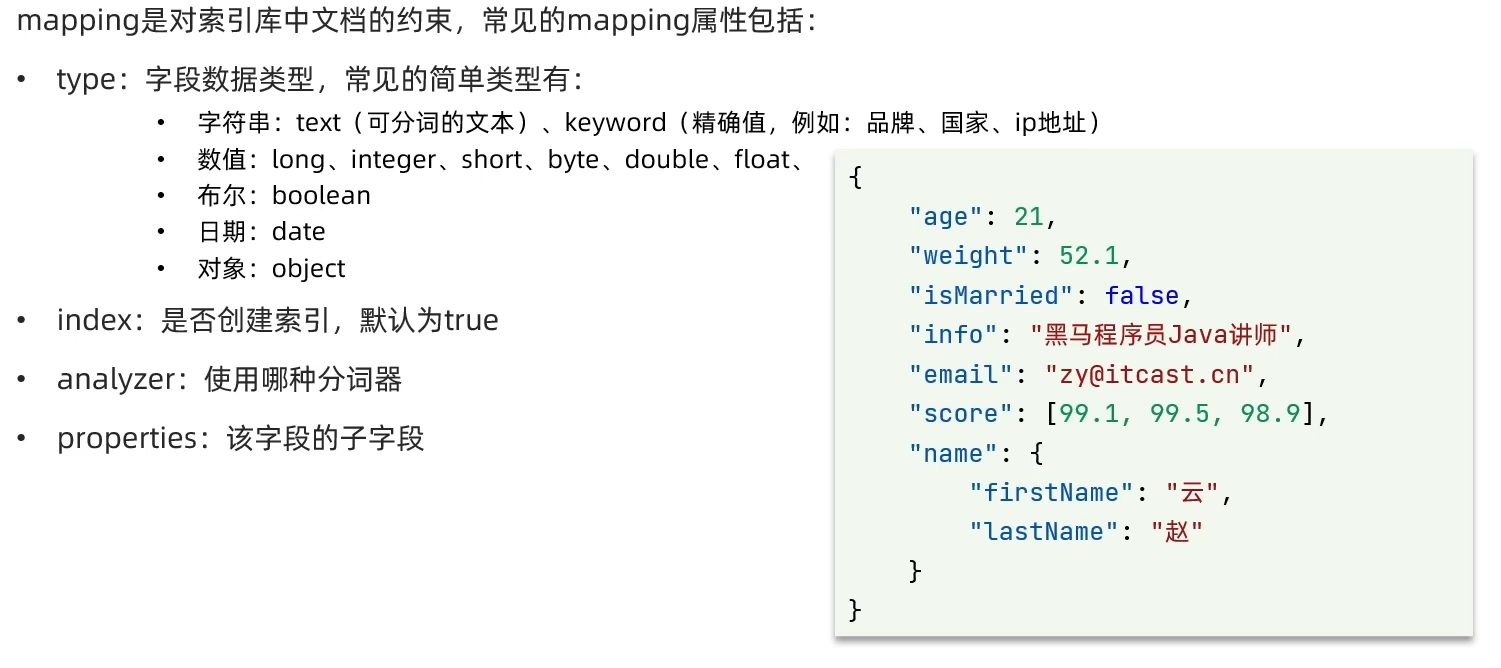 mapping是对索引库中文档的约束，常见的mapping属性包括：
• type：字段数据类型，常见的简单类型有：
• 字符串：text（可分词的文本）、keyword（精确值，例如：品牌、国家、ip地址）
• 数值：long、integer、short、byte、double、float、
• 布尔：boolean
• 日期：date
• 对象：object
• index：是否创建索引，默认为true
• analyzer：使用哪种分词器
• properties：该字段的子字段
{
    "age": 21,
    "weight": 52.1,
    "isMarried": false,
    "info": "黑马程序员Java讲师",
    "email": "zy@itcast.cn",
    "score": [99.1, 99.5, 98.9],
    "name": {
        "firstName": "云",
        "lastName": "赵"
    }
}